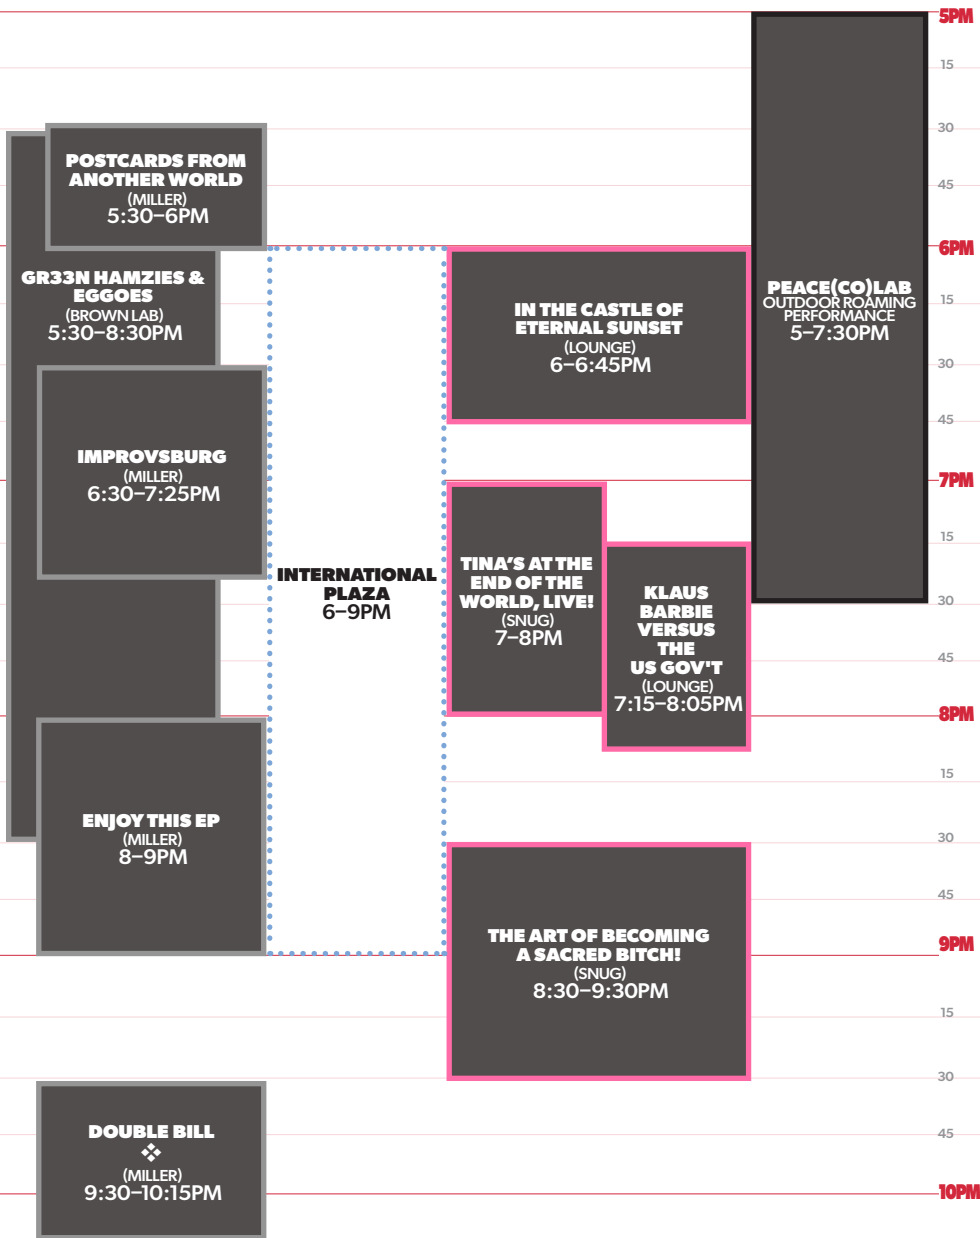 5PM
15
30
45
6PM
15
30
45
7PM
15
30
45
8PM
15
30
45
9PM
15
30
45
10PM
POSTCARDS FROM
ANOTHER WORLD
(MILLER)
5:30–6PM
GR33N HAMZIES &
EGGOES
(BROWN LAB)
5:30–8:30PM
IMPROVSBURG
(MILLER)
6:30–7:25PM
ENJOY THIS EP
(MILLER)
8–9PM
DOUBLE BILL
❖
(MILLER)
9:30–10:15PM
INTERNATIONAL
PLAZA
6–9PM
IN THE CASTLE OF
ETERNAL SUNSET
(LOUNGE)
6–6:45PM
TINA’S AT THE
END OF THE
WORLD, LIVE!
(SNUG)
7–8PM
KLAUS
BARBIE
VERSUS
THE
US GOV'T
(LOUNGE)
7:15–8:05PM
THE ART OF BECOMING
A SACRED BITCH!
(SNUG)
8:30–9:30PM
PEACE(CO)LAB
OUTDOOR ROAMING
PERFORMANCE
5–7:30PM